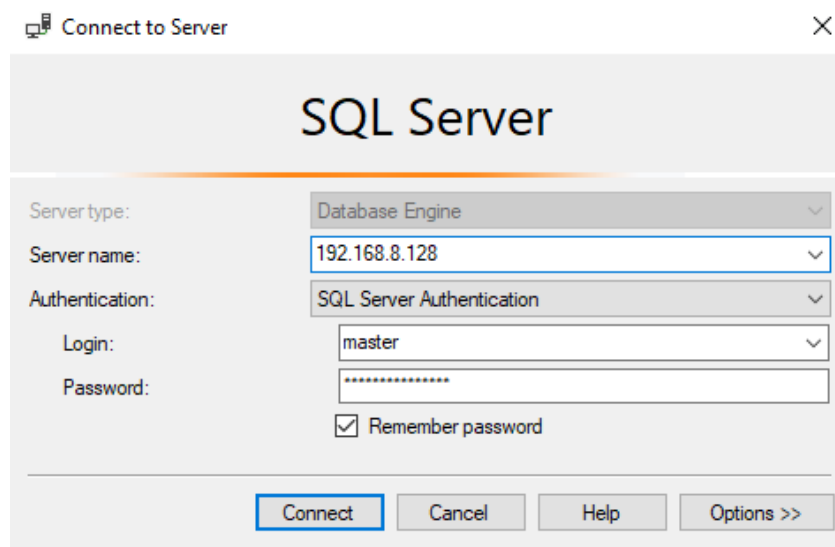 Connect to Server
SQL Server
Server type: Database Engine
Server name: 192.168.8.128
Authentication: SQL Server Authentication
Login: master
Password: ***************
Remember password
Connect Cancel Help Options >>